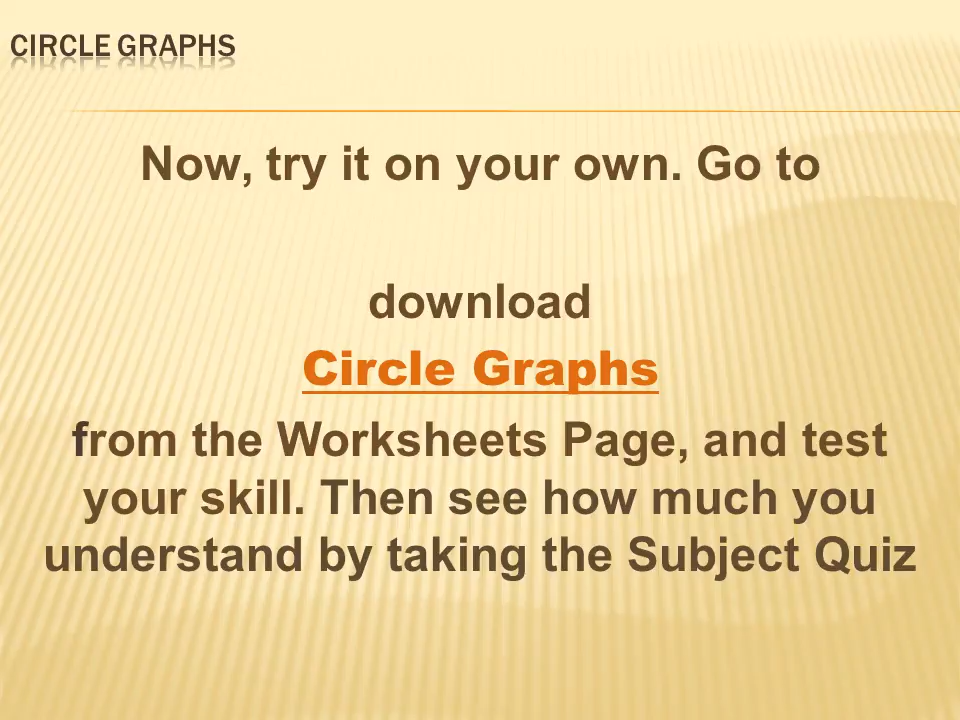 CIRCLE GRAPHS
Now, try it on your own. Go to
download
Circle Graphs
from the Worksheets Page, and test
your skill. Then see how much you
understand by taking the Subject Quiz